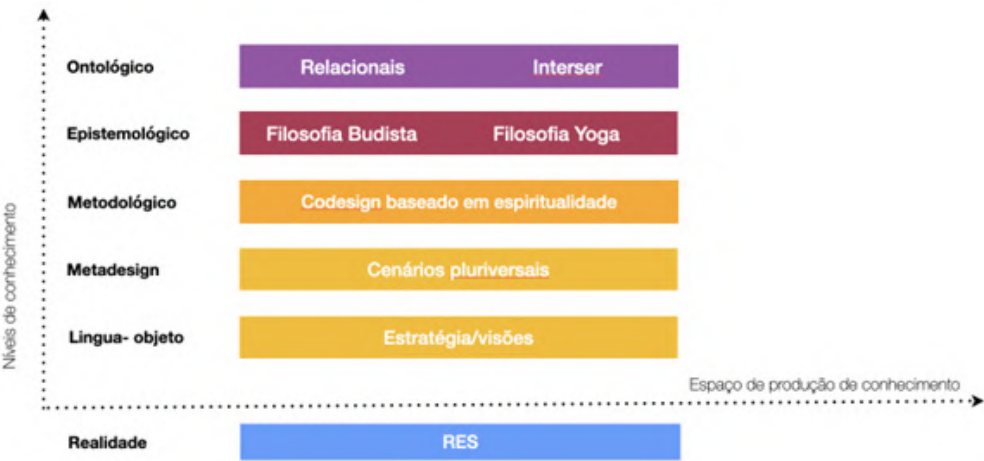 Ontológico
Relacionais Interser
Epistemológico
Filosofia Budista Filosofia Yoga
Metodológico
Codesign baseado em espiritualidade
Metadesign
Cenários pluriversais
Lingua- objeto
Estratégia/visões
Níveis de conhecimento
Espaço de produção de conhecimento
Realidade
RES